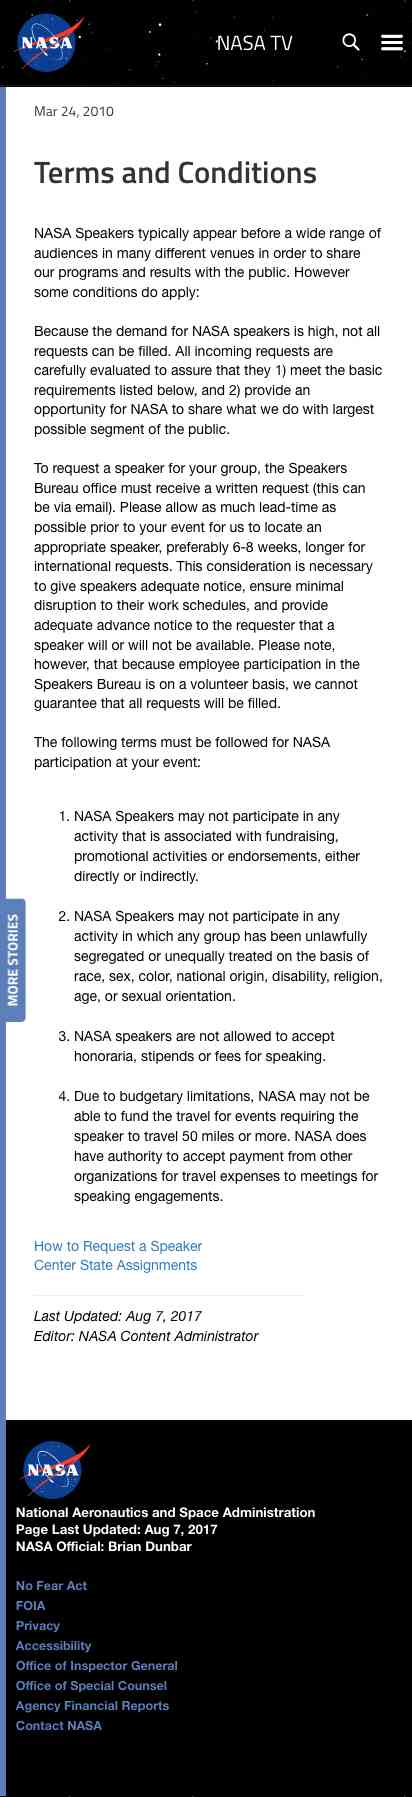 NASA
NASA TV
Mar 24, 2010
Terms and Conditions
NASA Speakers typically appear before a wide range of
audiences in many different venues in order to share
our programs and results with the public. However
some conditions do apply:
Because the demand for NASA speakers is high, not all
requests can be filled. All incoming requests are
carefully evaluated to assure that they 1) meet the basic
requirements listed below, and 2) provide an
opportunity for NASA to share what we do with largest
possible segment of the public.
To request a speaker for your group, the Speakers
Bureau office must receive a written request (this can
be via email). Please allow as much lead-time as
possible prior to your event for us to locate an
appropriate speaker, preferably 6-8 weeks, longer for
international requests. This consideration is necessary
to give speakers adequate notice, ensure minimal
disruption to their work schedules, and provide
adequate advance notice to the requester that a
speaker will or will not be available. Please note,
however, that because employee participation in the
Speakers Bureau is on a volunteer basis, we cannot
guarantee that all requests will be filled.
The following terms must be followed for NASA
participation at your event:
1. NASA Speakers may not participate in any
activity that is associated with fundraising,
promotional activities or endorsements, either
directly or indirectly.
2. NASA Speakers may not participate in any
activity in which any group has been unlawfully
segregated or unequally treated on the basis of
race, sex, color, national origin, disability, religion,
age, or sexual orientation.
MORE STORIES
3. NASA speakers are not allowed to accept
honoraria, stipends or fees for speaking.
4. Due to budgetary limitations, NASA may not be
able to fund the travel for events requiring the
speaker to travel 50 miles or more. NASA does
have authority to accept payment from other
organizations for travel expenses to meetings for
speaking engagements.
How to Request a Speaker
Center State Assignments
Last Updated: Aug 7, 2017
Editor: NASA Content Administrator
NASA
National Aeronautics and Space Administration
Page Last Updated: Aug 7, 2017
NASA Official: Brian Dunbar
No Fear Act
FOIA
Privacy
Accessibility
Office of Inspector General
Office of Special Counsel
Agency Financial Reports
Contact NASA